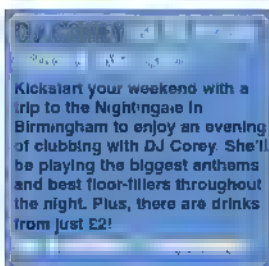 DJ COREY
Kickstart your weekend with a
trip to the Nightingale in
Birmingham to enjoy an evening
of clubbing with DJ Corey. She'll
be playing the biggest anthems
and best floor-fillers throughout
the night. Plus, there are drinks
from just £2!